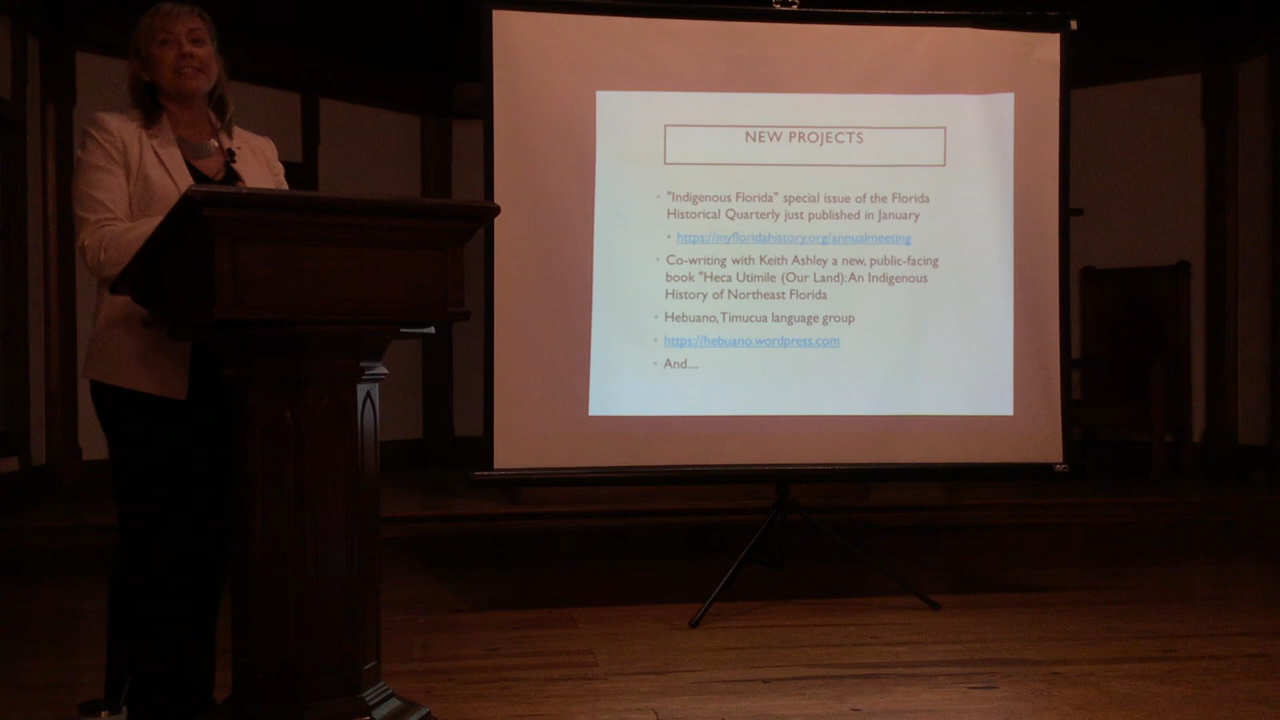 NEW PROJECTS
"Indigenous Florida" special issue of the Florida
Historical Quarterly just published in January
https://myfloridahistory.org/annualmeeting
Co-writing with Keith Ashley a new, public-facing
book "Heca Utimile (Our Land): An Indigenous
History of Northeast Florida
Hebuano, Timucua language group
https://hebuano.wordpress.com
And....